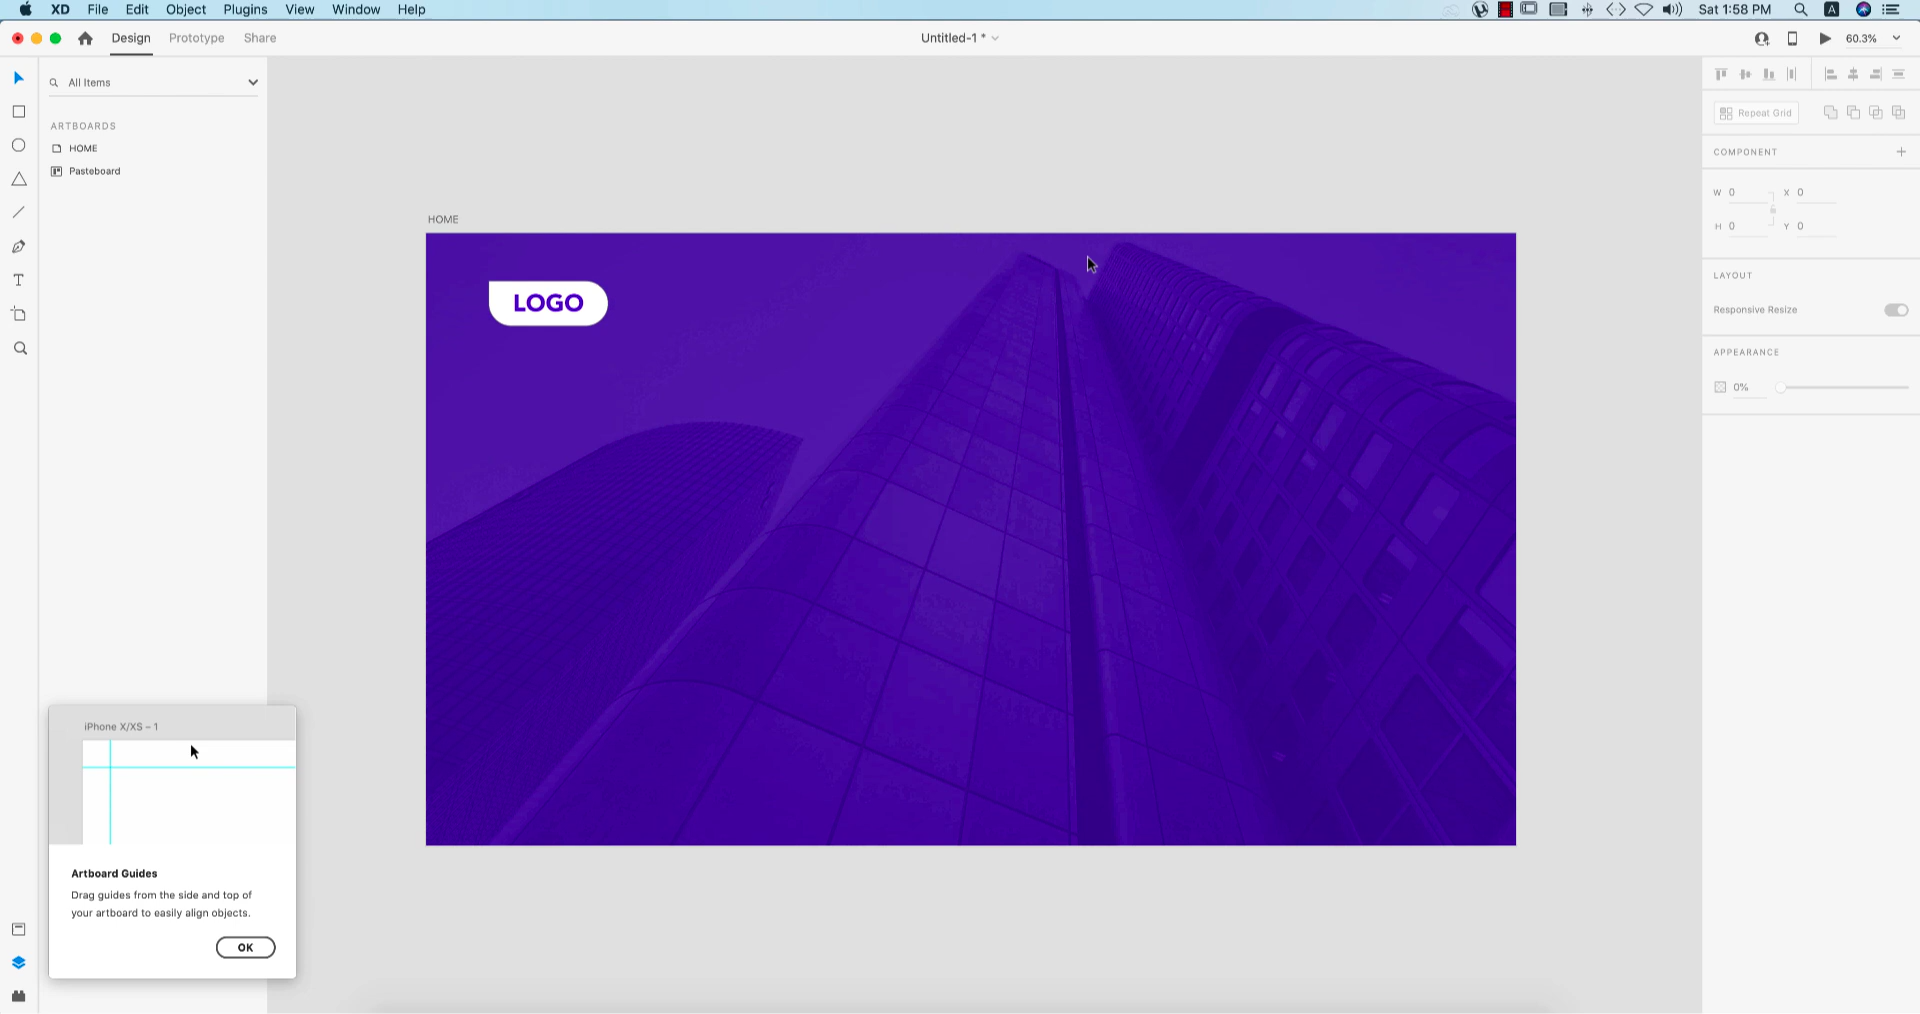 XD File Edit Object Plugins View Window Help
A Sat 1:58 PM
Design Prototype Share
Untitled-1 *
60.3%
All Items
ARTBOARDS
HOME
Pasteboard
HOME
LOGO
iPhone X/XS – 1
Artboard Guides
Drag guides from the side and top of
your artboard to easily align objects.
OK
Repeat Grid
COMPONENT
W 0 X 0
H 0 Y 0
LAYOUT
Responsive Resize
APPEARANCE
0%